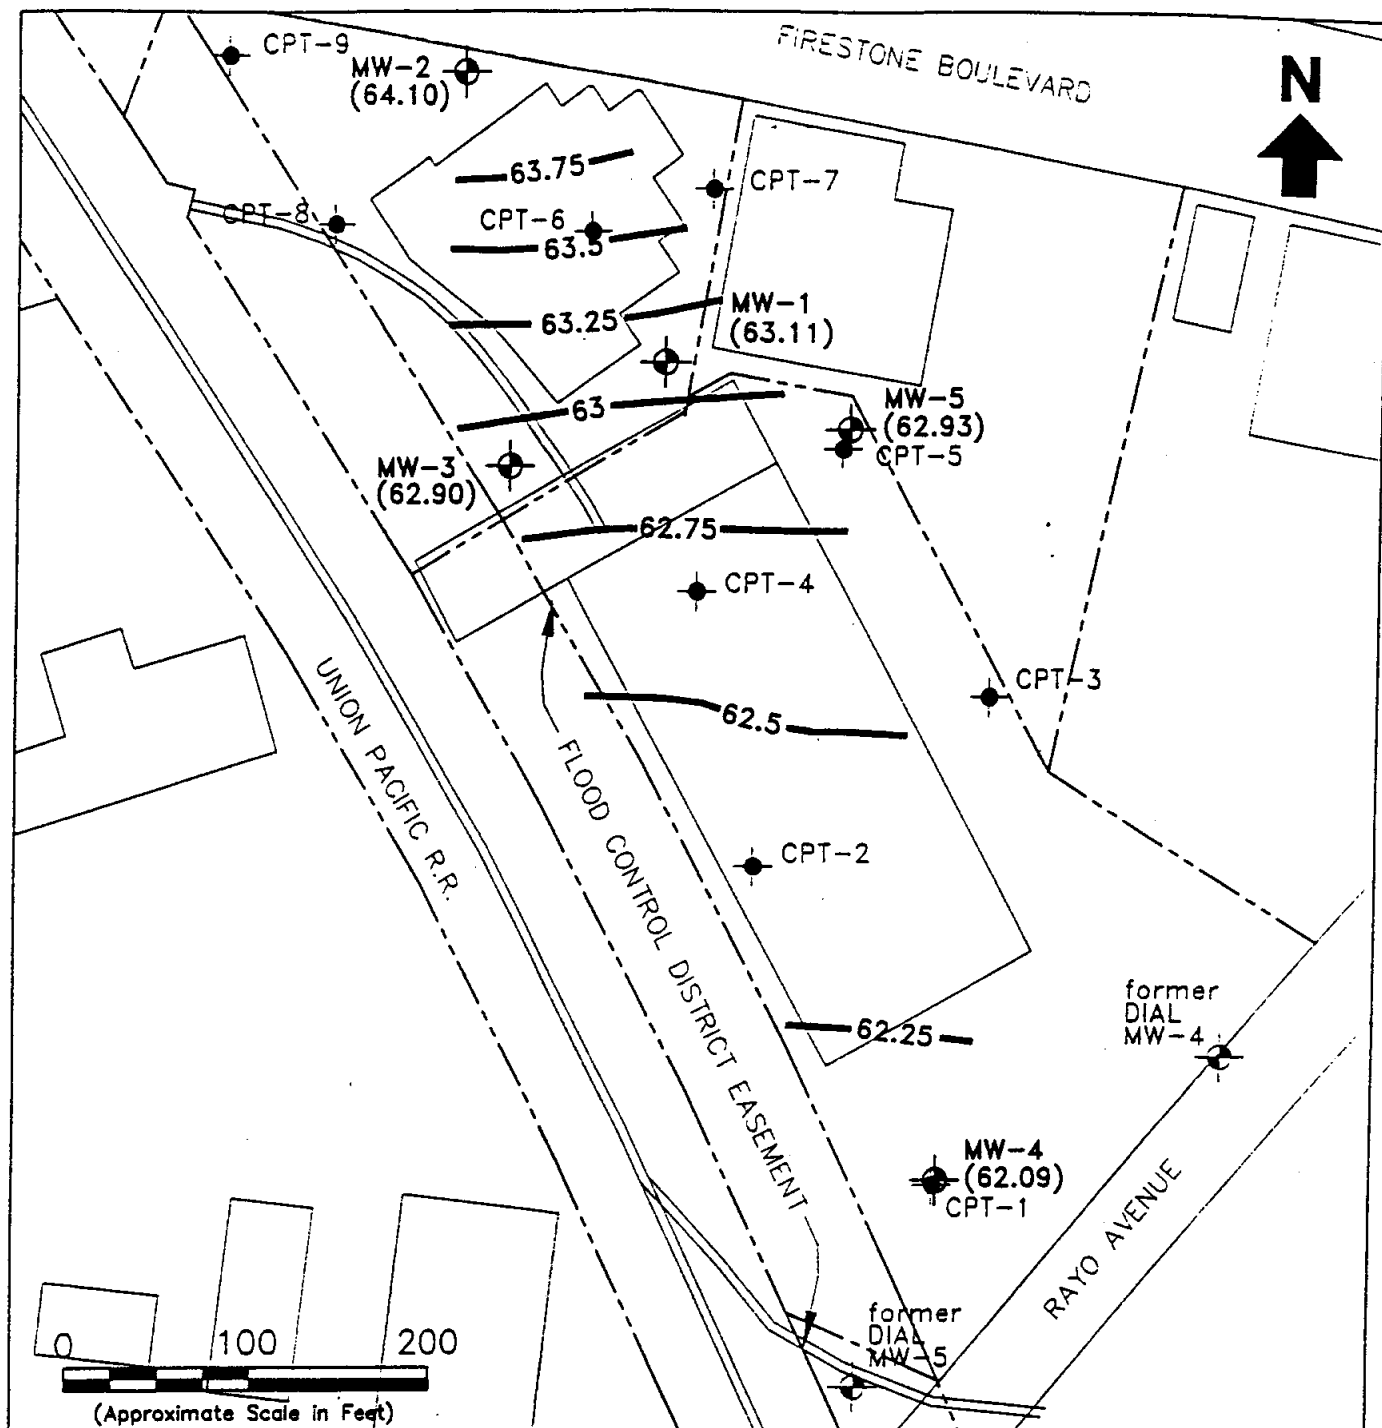 FIRESTONE BOULEVARD
N
CPT-9
MW-2
(64.10)
63.75
CPT-7
CPT-8
CPT-6
63.5
MW-1
(63.11)
63.25
63
MW-5
(62.93)
CPT-5
MW-3
(62.90)
62.75
CPT-4
CPT-3
62.5
UNION PACIFIC R.R.
FLOOD CONTROL DISTRICT EASEMENT
CPT-2
62.25
former
DIAL
MW-4
MW-4
(62.09)
CPT-1
RAYO AVENUE
former
DIAL
MW-5
0 100 200
(Approximate Scale in Feet)